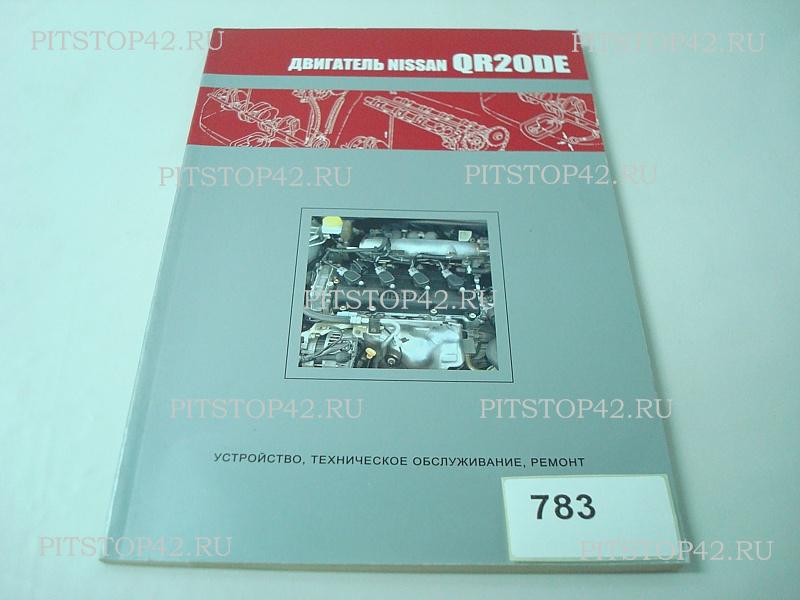 PITSTOP42.RU PITSTOP42.RU
ДВИГАТЕЛЬ NISSAN QR20DE
PITSTOP42.RU PITSTOP42.RU
PITSTOP42.RU
PITSTOP42.RU PITSTOP42.RU
УСТРОЙСТВО, ТЕХНИЧЕСКОЕ ОБСЛУЖИВАНИЕ, РЕМОНТ
783
PITSTOP42.RU PITSTOP42.RU